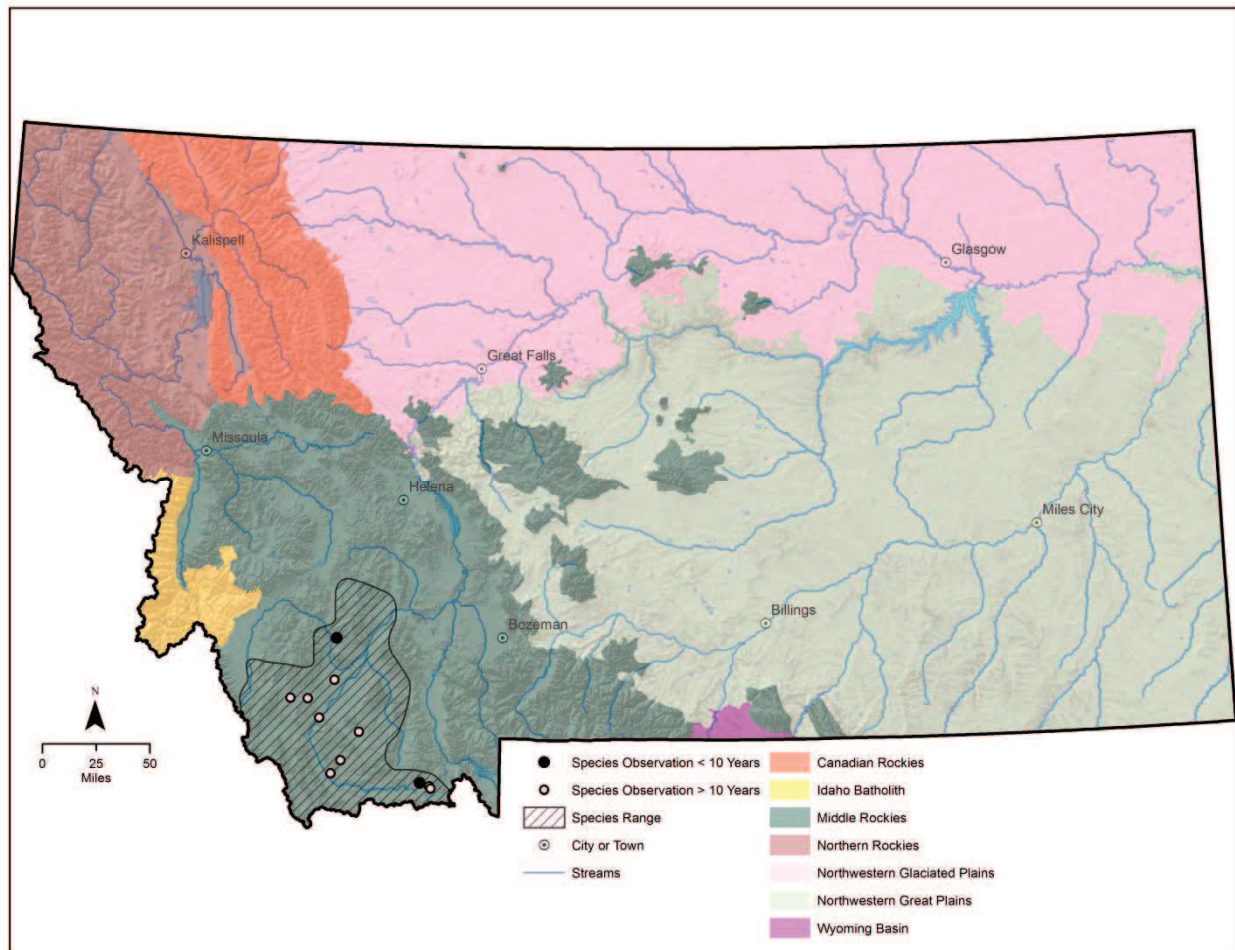 Kalispell
Glasgow
Great Falls
Missoula
Helena
Miles City
Billings
Bozeman
N
0 25 50
Miles
Species Observation < 10 Years
Species Observation > 10 Years
Species Range
City or Town
Streams
Canadian Rockies
Idaho Batholith
Middle Rockies
Northern Rockies
Northwestern Glaciated Plains
Northwestern Great Plains
Wyoming Basin